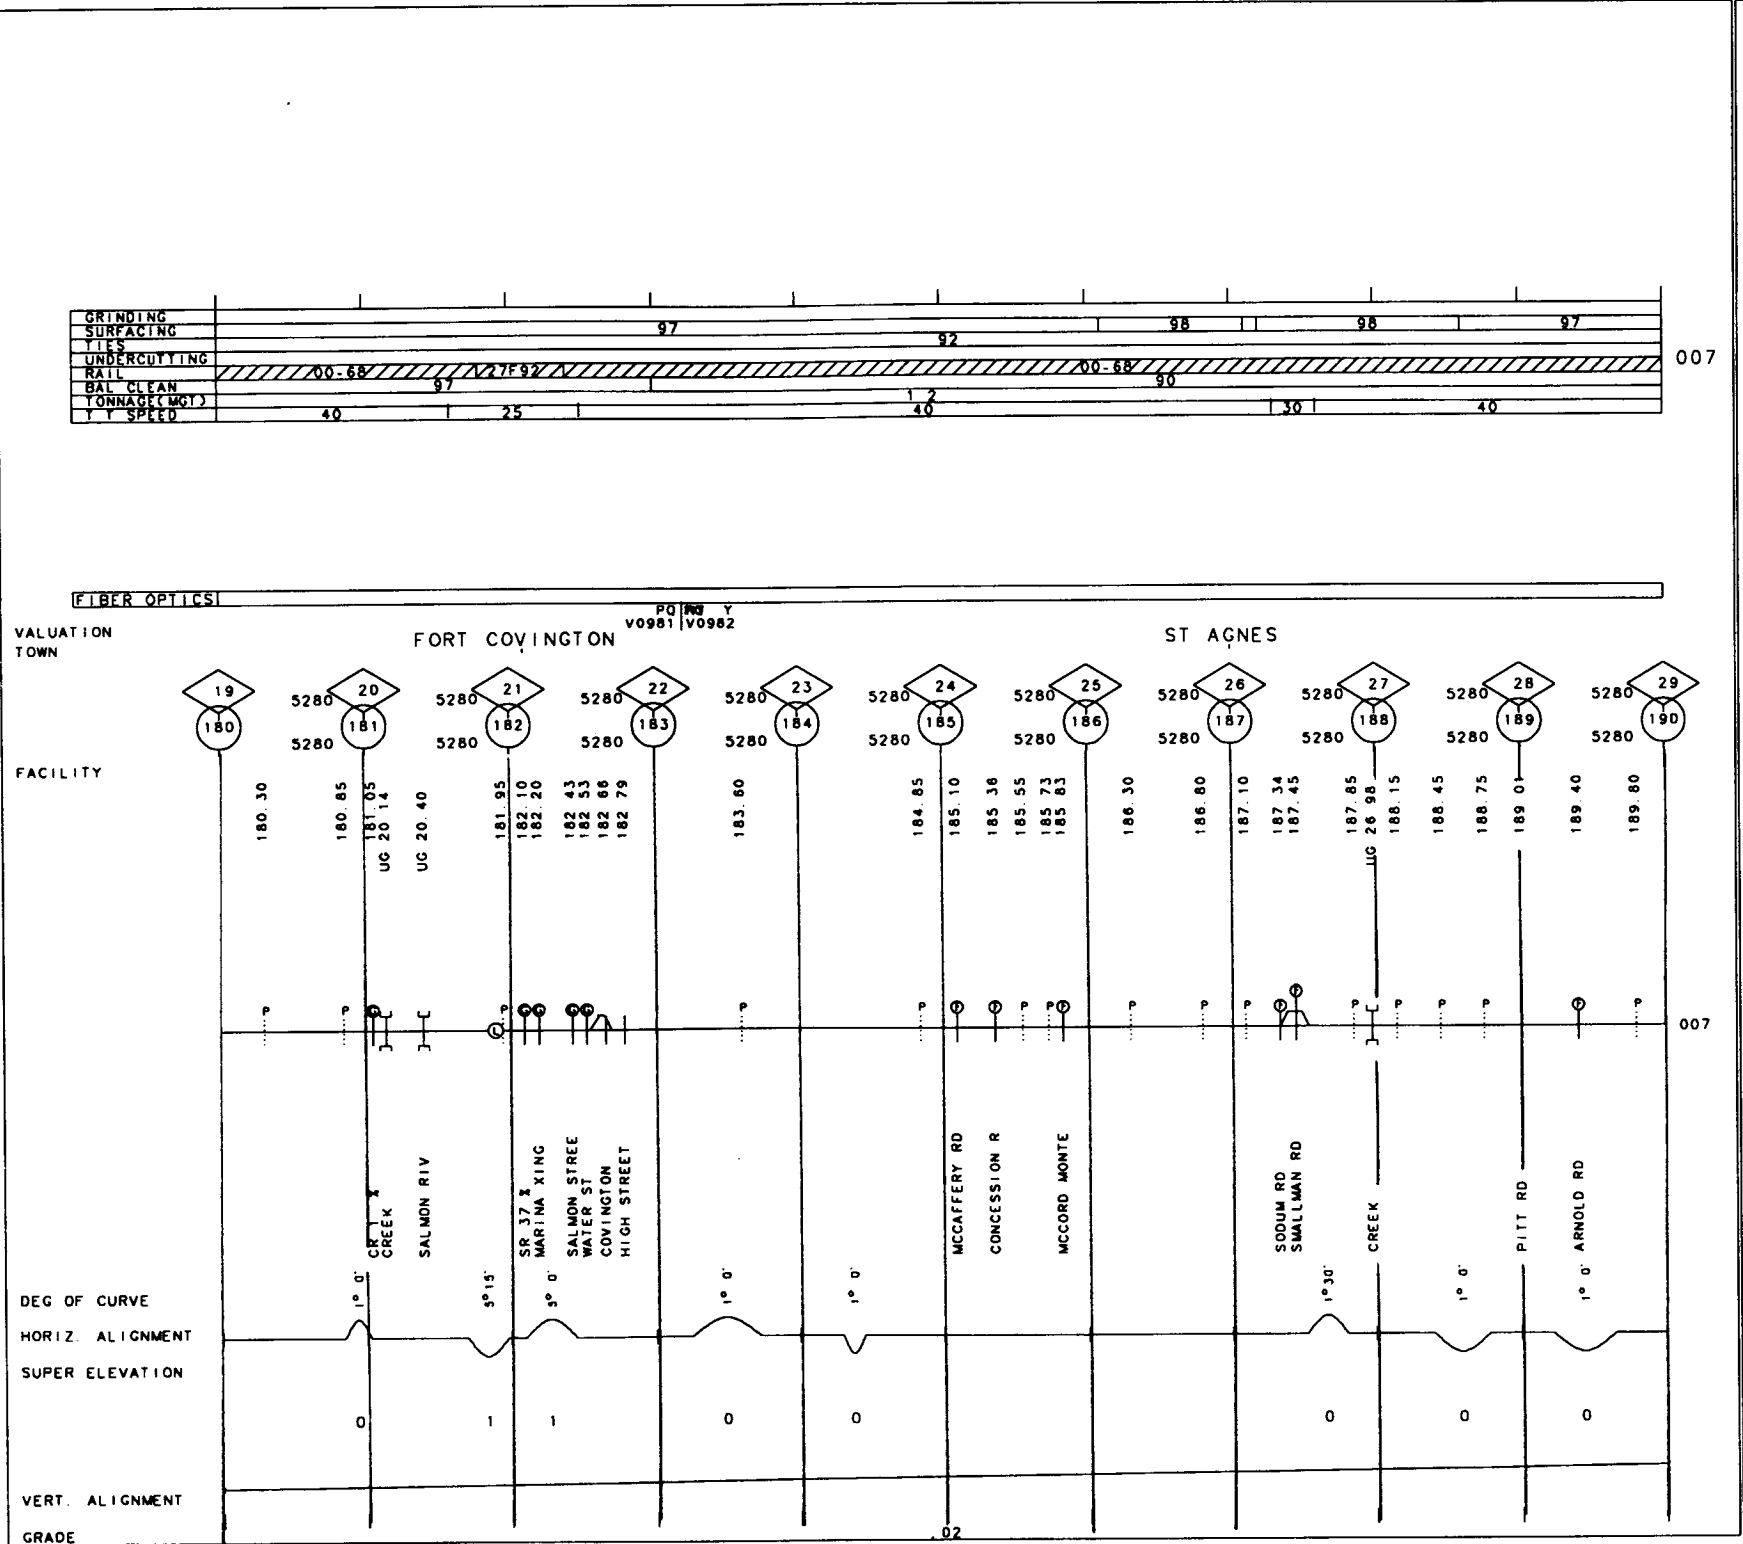 GRINDING
SURFACING 97 98 98 97
TIES 92
UNDERCUTTING
RAIL 00-68 127F92 00-68
BAL CLEAN 97 90
TONNAGE(MGT) 1 2
T T SPEED 40 25 40 30 40
007
FIBER OPTICS
PQ Y
V0981 V0982
VALUATION
TOWN FORT COVINGTON ST AGNES
19 20 21 22 23 24 25 26 27 28 29
5280 5280 5280 5280 5280 5280 5280 5280 5280 5280
180 181 182 183 184 185 186 187 188 189 190
5280 5280 5280 5280 5280 5280 5280 5280 5280 5280
FACILITY
180.30
180.85
181.05
UG 20 14
UG 20.40
181.95
182.10
182.20
182 43
182 53
182 66
182 79
183.60
184.85
185.10
185 36
185.55
185 73
185 83
186.30
186.80
187.10
187 34
187.45
187.85
UG 26 98
188.15
188.45
188.75
189 01
189.40
189.80
P P G L P G G G G P P F F P P F P P P F F P P P P F P
007
CREEK
SALMON RIV
SR 37 X
MARINA XING
SALMON STREE
WATER ST
COVINGTON
HIGH STREET
MCCAFFERY RD
CONCESSION R
MCCORD MONTE
SODUM RD
SMALLMAN RD
CREEK
PITT RD
ARNOLD RD
DEG OF CURVE 1° 0' 5°15' 5° 0' 1° 0' 1° 0' 1°30' 1° 0' 1° 0'
HORIZ. ALIGNMENT
SUPER ELEVATION
0 1 1 0 0 0 0 0
VERT. ALIGNMENT
GRADE .02